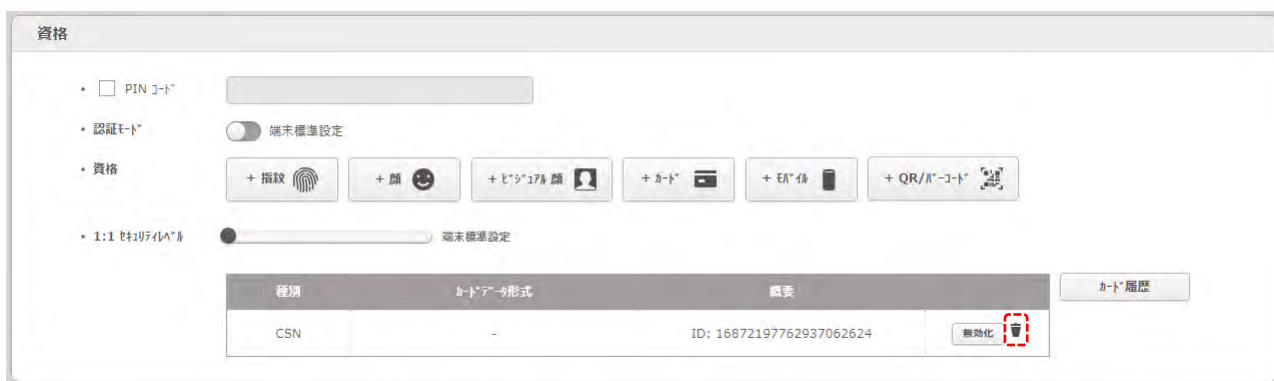 資格
• PIN ｺｰﾄﾞ
• 認証ﾓｰﾄﾞ 端末標準設定
• 資格 + 指紋 + 顔 + ﾋﾞｼﾞｭｱﾙ 顔 + ｶｰﾄﾞ + ﾓﾊﾞｲﾙ + QR/ﾊﾞｰｺｰﾄﾞ
• 1:1 ｾｷｭﾘﾃｨﾚﾍﾞﾙ 端末標準設定
種別 ｶｰﾄﾞﾃﾞｰﾀ形式 概要 ｶｰﾄﾞ履歴
CSN - ID: 16872197762937062624 無効化